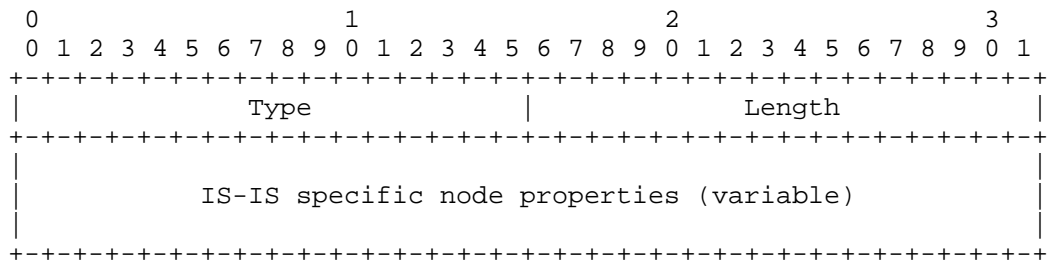 0                   1                   2                   3
 0 1 2 3 4 5 6 7 8 9 0 1 2 3 4 5 6 7 8 9 0 1 2 3 4 5 6 7 8 9 0 1
+-+-+-+-+-+-+-+-+-+-+-+-+-+-+-+-+-+-+-+-+-+-+-+-+-+-+-+-+-+-+-+-+
|              Type             |             Length            |
+-+-+-+-+-+-+-+-+-+-+-+-+-+-+-+-+-+-+-+-+-+-+-+-+-+-+-+-+-+-+-+-+
|                                                               |
|           IS-IS specific node properties (variable)           |
|                                                               |
+-+-+-+-+-+-+-+-+-+-+-+-+-+-+-+-+-+-+-+-+-+-+-+-+-+-+-+-+-+-+-+-+